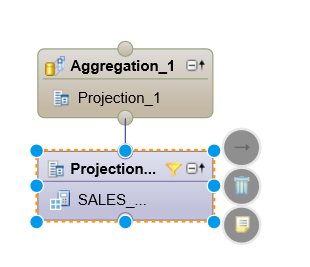 Aggregation_1
Projection_1
Projection...
SALES_...